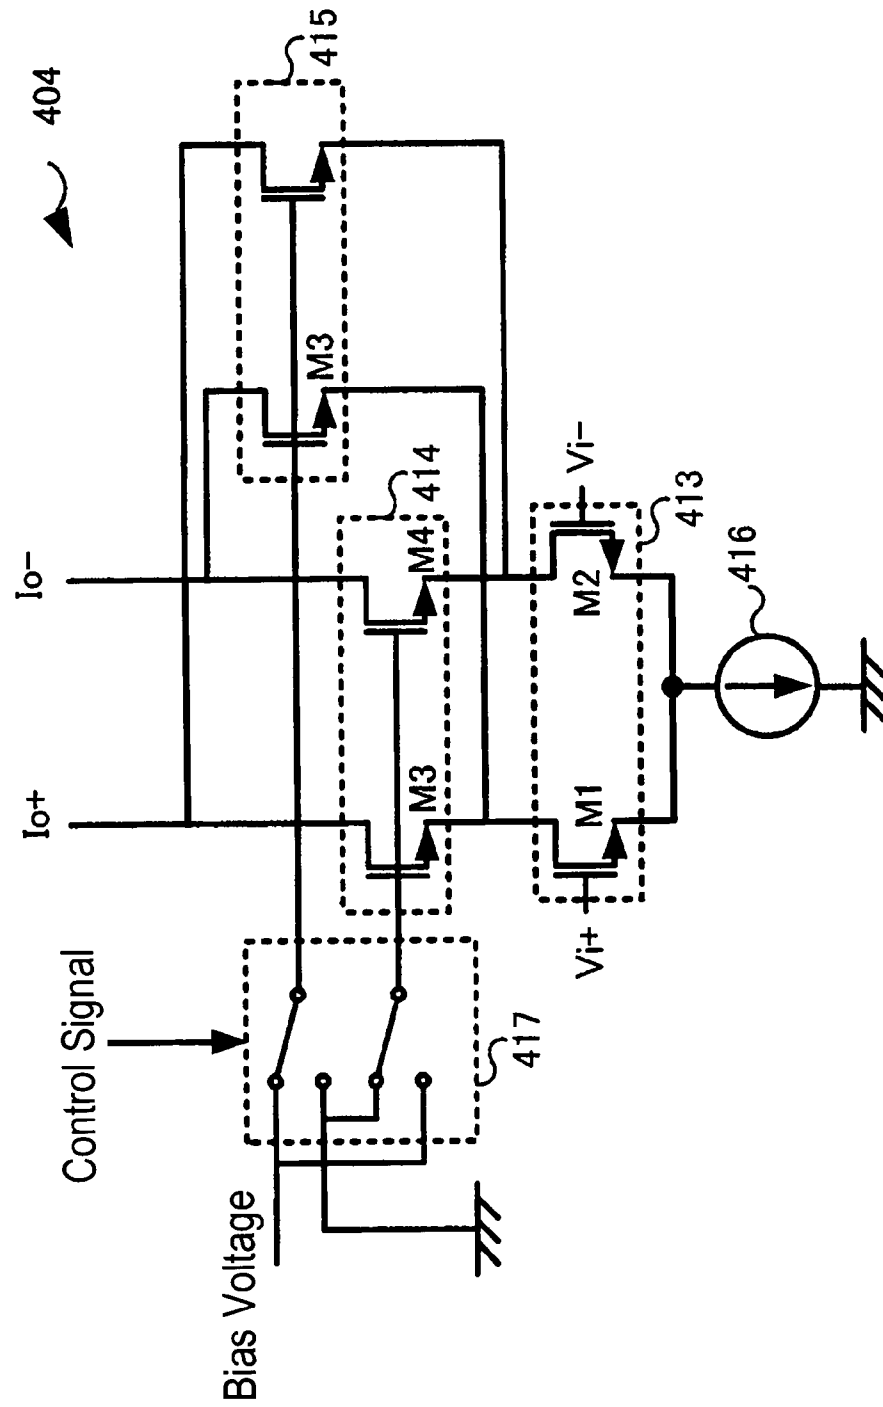 404
415
Io+
Io-
M3
414
M3
M4
Control Signal
417
Bias Voltage
Vi+
M1
M2
Vi-
413
416